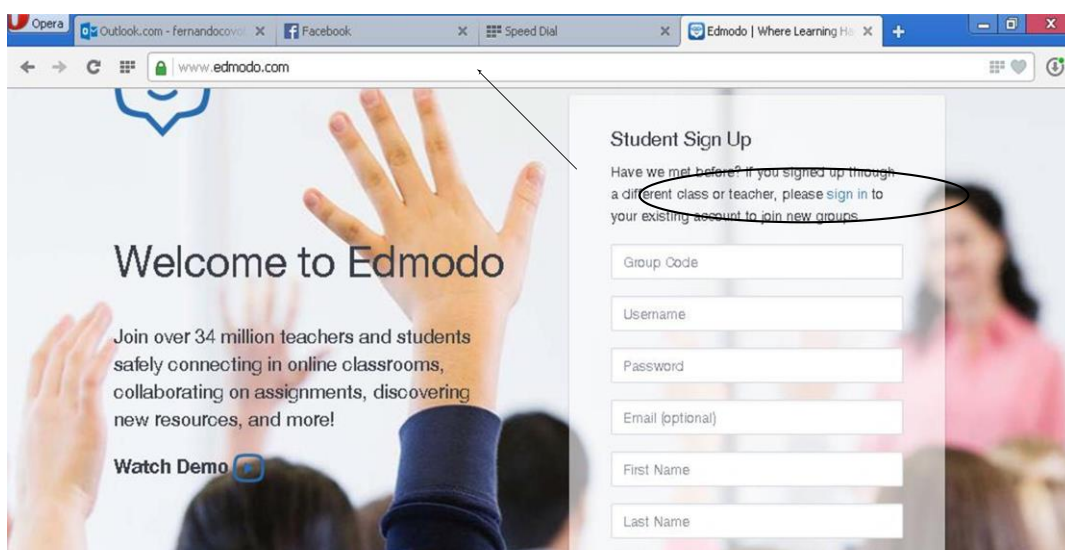 Opera
Outlook.com - fernandocovo
Facebook
Speed Dial
Edmodo | Where Learning Ha
www.edmodo.com
Student Sign Up
Have we met before? If you signed up through
a different class or teacher, please sign in to
your existing account to join new groups.
Group Code
Username
Password
Email (optional)
First Name
Last Name
Welcome to Edmodo
Join over 34 million teachers and students
safely connecting in online classrooms,
collaborating on assignments, discovering
new resources, and more!
Watch Demo